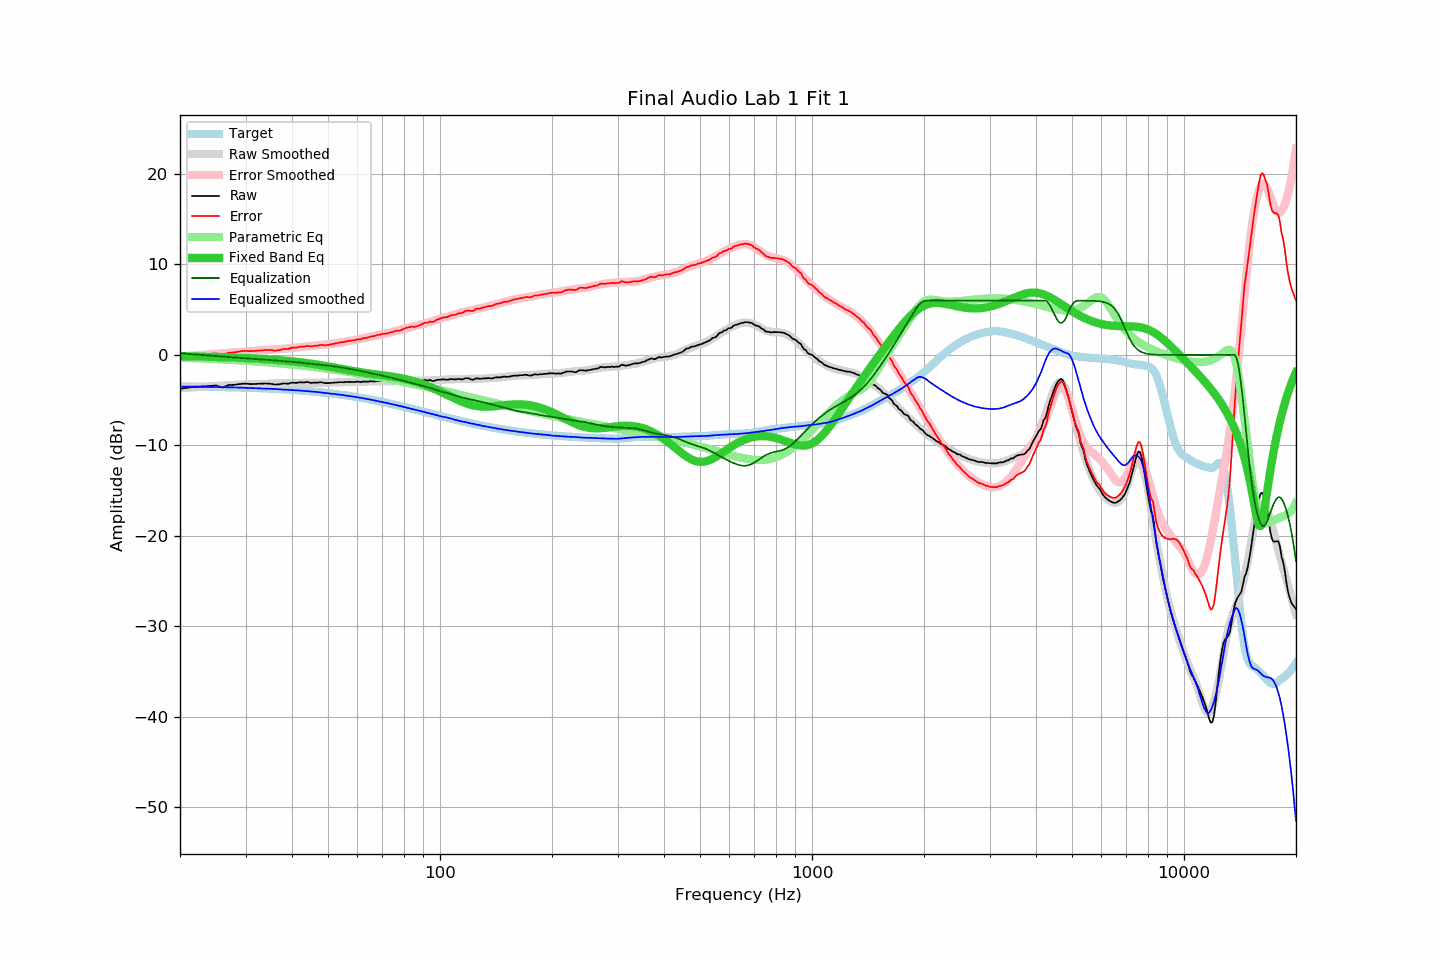 Final Audio Lab 1 Fit 1
Target
Raw Smoothed
Error Smoothed
Raw
Error
Parametric Eq
Fixed Band Eq
Equalization
Equalized smoothed
20
10
0
−10
−20
−30
−40
−50
Amplitude (dBr)
100
1000
10000
Frequency (Hz)